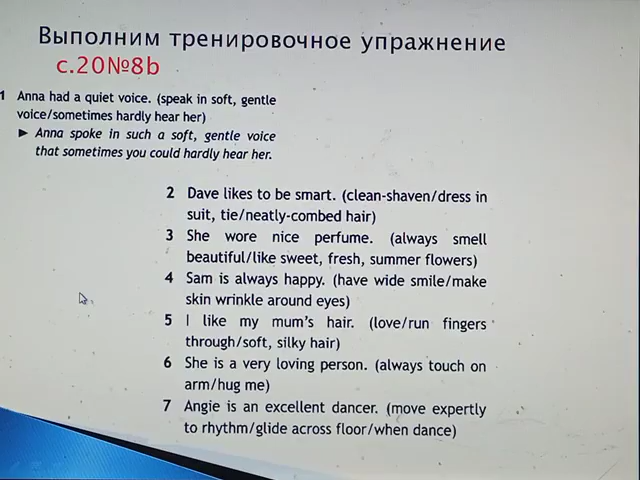 Выполним тренировочное упражнение
с.20№8b
1 Anna had a quiet voice. (speak in soft, gentle
voice/sometimes hardly hear her)
► Anna spoke in such a soft, gentle voice
that sometimes you could hardly hear her.
2 Dave likes to be smart. (clean-shaven/dress in
suit, tie/neatly-combed hair)
3 She wore nice perfume. (always smell
beautiful/like sweet, fresh, summer flowers)
4 Sam is always happy. (have wide smile/make
skin wrinkle around eyes)
5 I like my mum's hair. (love/run fingers
through/soft, silky hair)
6 She is a very loving person. (always touch on
arm/hug me)
7 Angie is an excellent dancer. (move expertly
to rhythm/glide across floor/when dance)